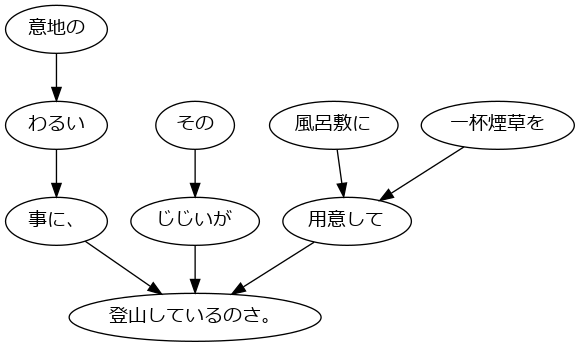 意地の
わるい
その
風呂敷に
一杯煙草を
事に、
じじいが
用意して
登山しているのさ。